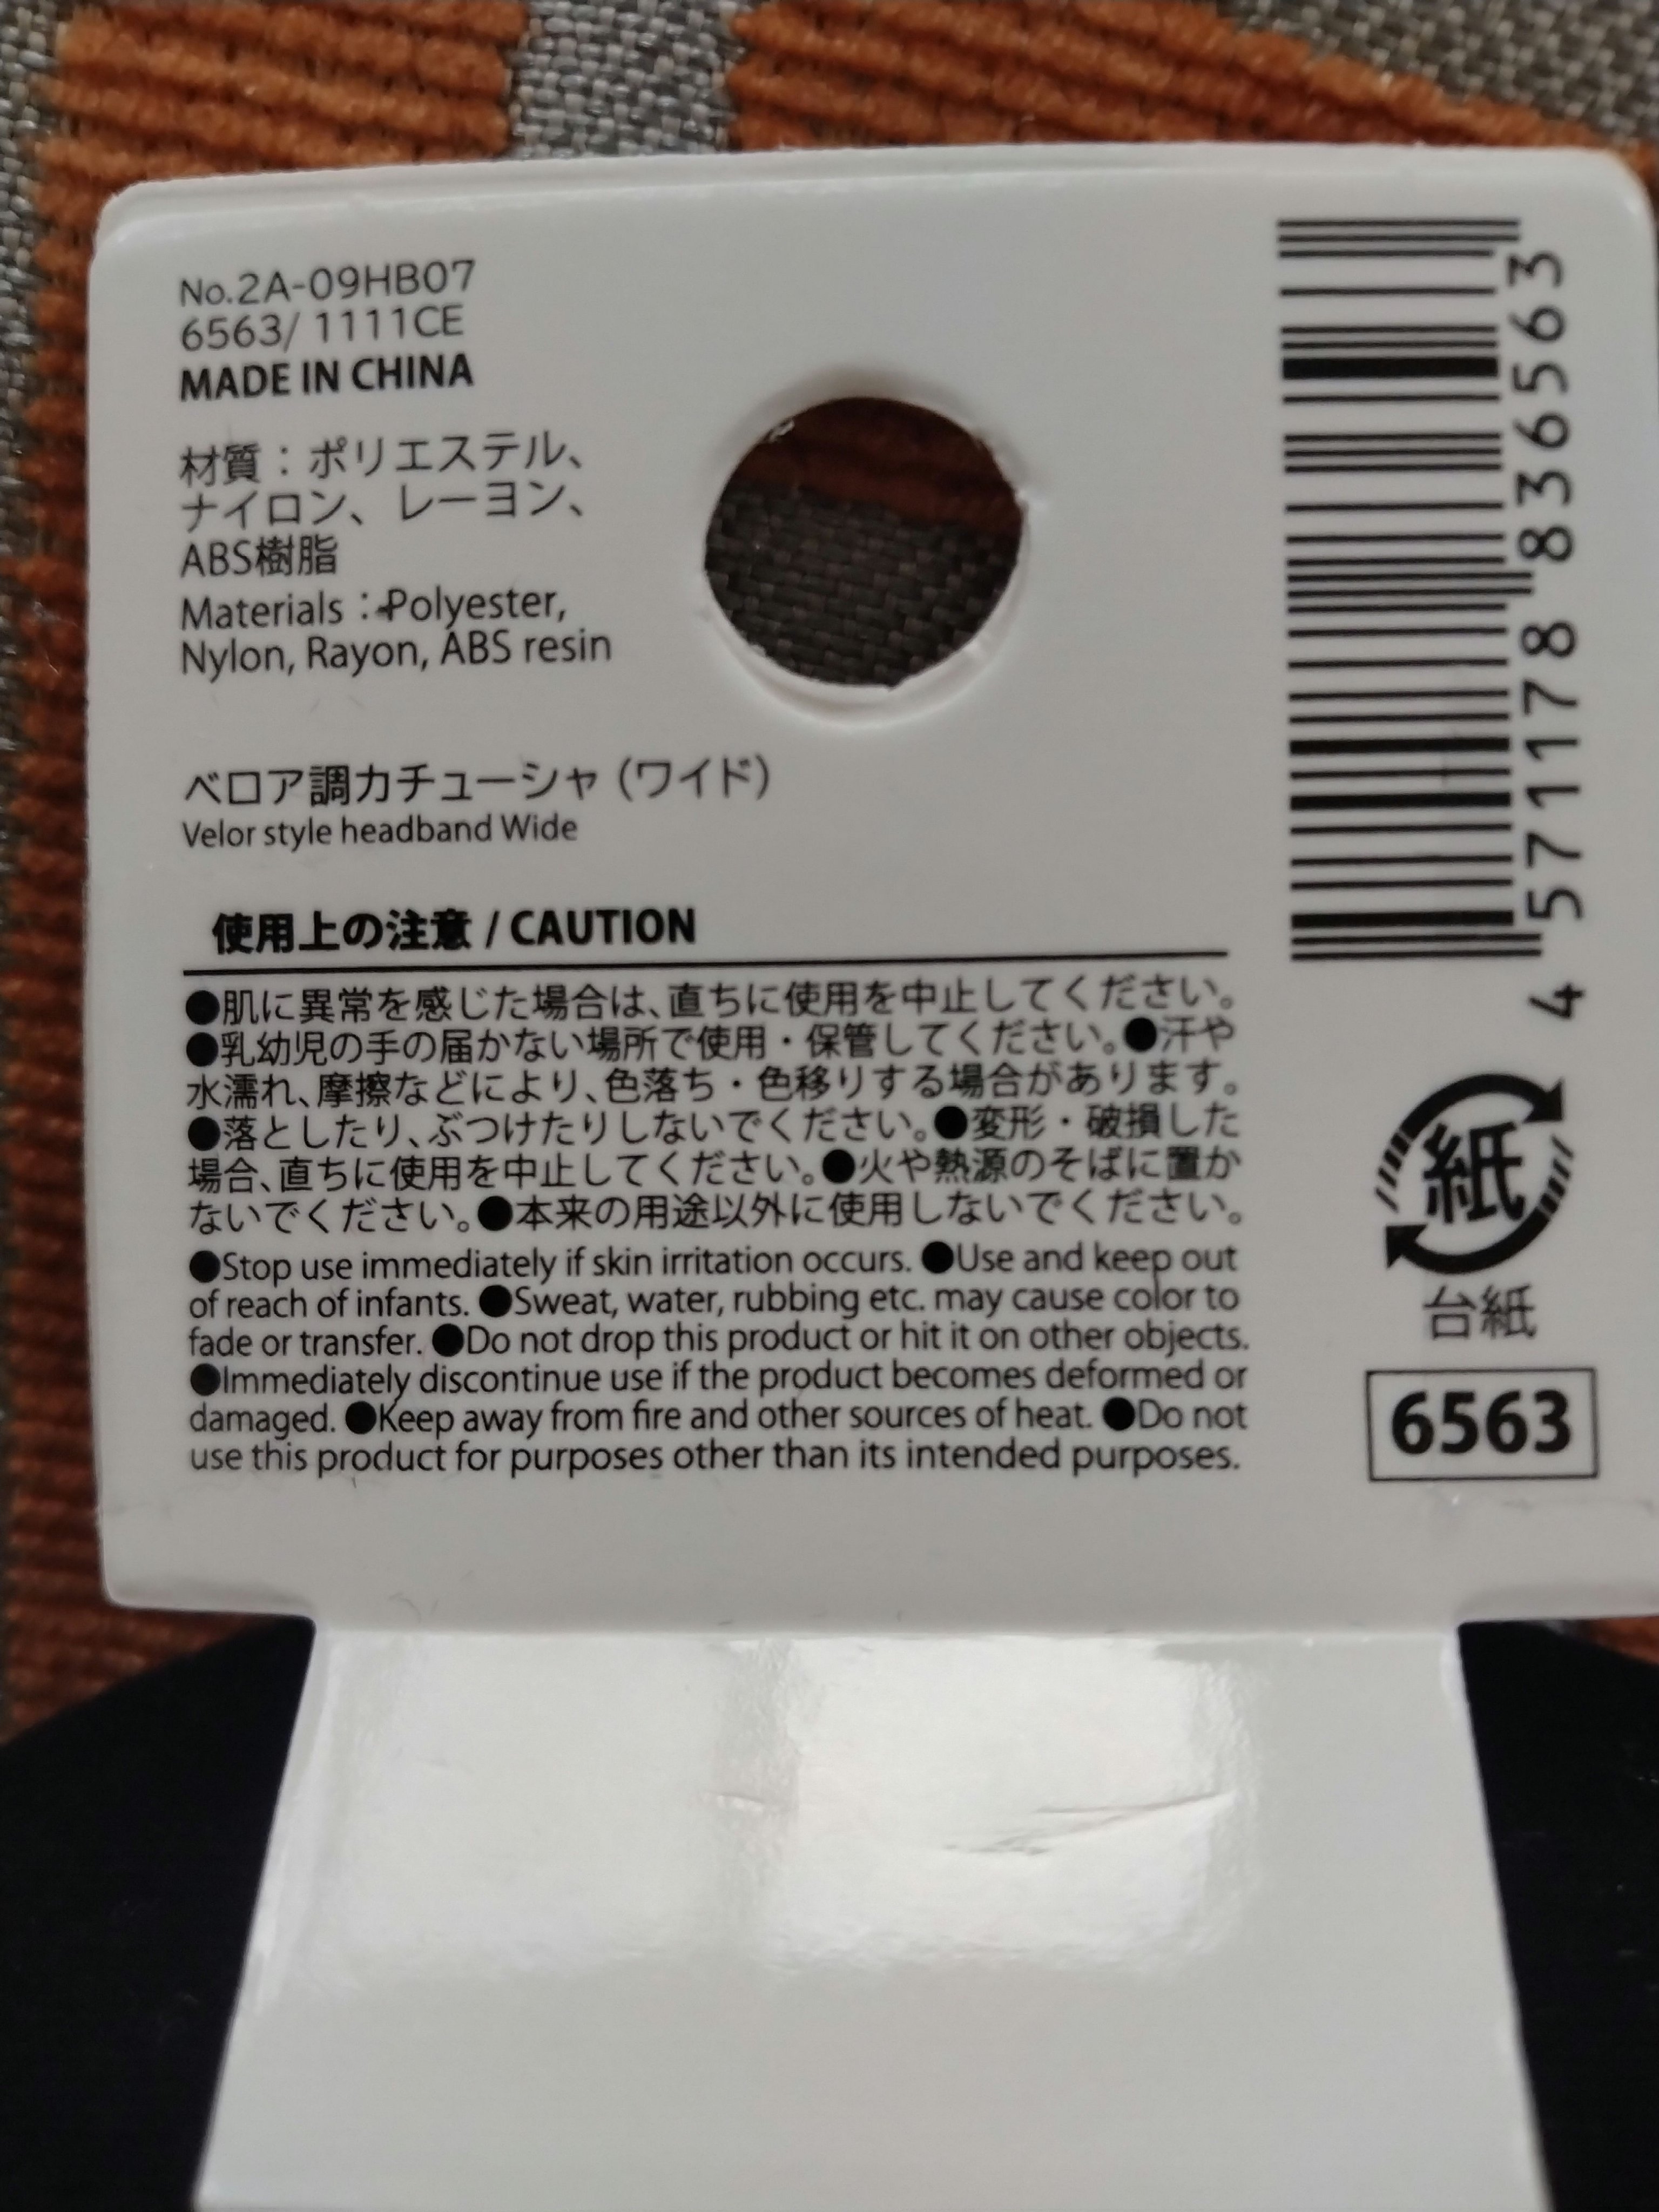 No.2A-09HB07
6563/ 1111CE
MADE IN CHINA
材質：ポリエステル、
ナイロン、レーヨン、
ABS樹脂
Materials：Polyester,
Nylon, Rayon, ABS resin
ベロア調カチューシャ（ワイド）
Velor style headband Wide
使用上の注意 / CAUTION
●肌に異常を感じた場合は、直ちに使用を中止してください。
●乳幼児の手の届かない場所で使用・保管してください。●汗や
水濡れ、摩擦などにより、色落ち・色移りする場合があります。
●落としたり、ぶつけたりしないでください。●変形・破損した
場合、直ちに使用を中止してください。●火や熱源のそばに置か
ないでください。●本来の用途以外に使用しないでください。
●Stop use immediately if skin irritation occurs. ●Use and keep out
of reach of infants. ●Sweat, water, rubbing etc. may cause color to
fade or transfer. ●Do not drop this product or hit it on other objects.
●Immediately discontinue use if the product becomes deformed or
damaged. ●Keep away from fire and other sources of heat. ●Do not
use this product for purposes other than its intended purposes.
4 571178 836563
紙
台紙
6563